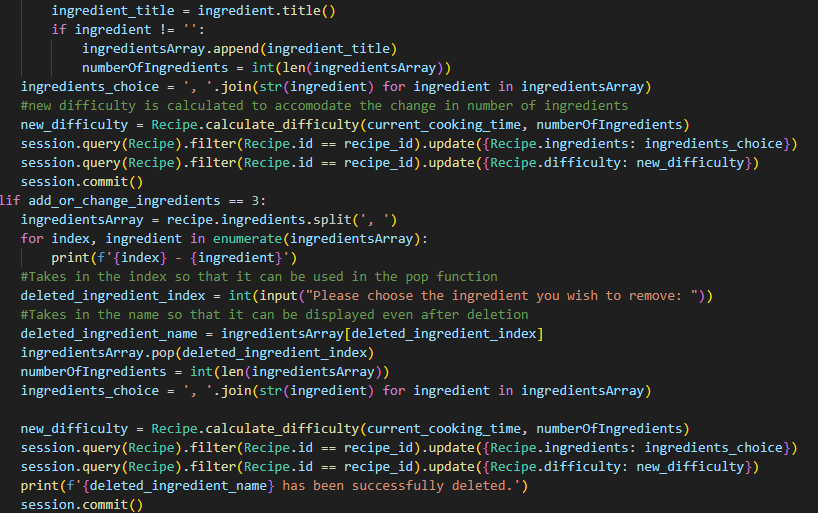 ingredient_title = ingredient.title()
if ingredient != '':
ingredientsArray.append(ingredient_title)
numberOfIngredients = int(len(ingredientsArray))
ingredients_choice = ', '.join(str(ingredient) for ingredient in ingredientsArray)
#new difficulty is calculated to accomodate the change in number of ingredients
new_difficulty = Recipe.calculate_difficulty(current_cooking_time, numberOfIngredients)
session.query(Recipe).filter(Recipe.id == recipe_id).update({Recipe.ingredients: ingredients_choice})
session.query(Recipe).filter(Recipe.id == recipe_id).update({Recipe.difficulty: new_difficulty})
session.commit()
lif add_or_change_ingredients == 3:
ingredientsArray = recipe.ingredients.split(', ')
for index, ingredient in enumerate(ingredientsArray):
print(f'{index} - {ingredient}')
#Takes in the index so that it can be used in the pop function
deleted_ingredient_index = int(input("Please choose the ingredient you wish to remove: "))
#Takes in the name so that it can be displayed even after deletion
deleted_ingredient_name = ingredientsArray[deleted_ingredient_index]
ingredientsArray.pop(deleted_ingredient_index)
numberOfIngredients = int(len(ingredientsArray))
ingredients_choice = ', '.join(str(ingredient) for ingredient in ingredientsArray)
new_difficulty = Recipe.calculate_difficulty(current_cooking_time, numberOfIngredients)
session.query(Recipe).filter(Recipe.id == recipe_id).update({Recipe.ingredients: ingredients_choice})
session.query(Recipe).filter(Recipe.id == recipe_id).update({Recipe.difficulty: new_difficulty})
print(f'{deleted_ingredient_name} has been successfully deleted.')
session.commit()